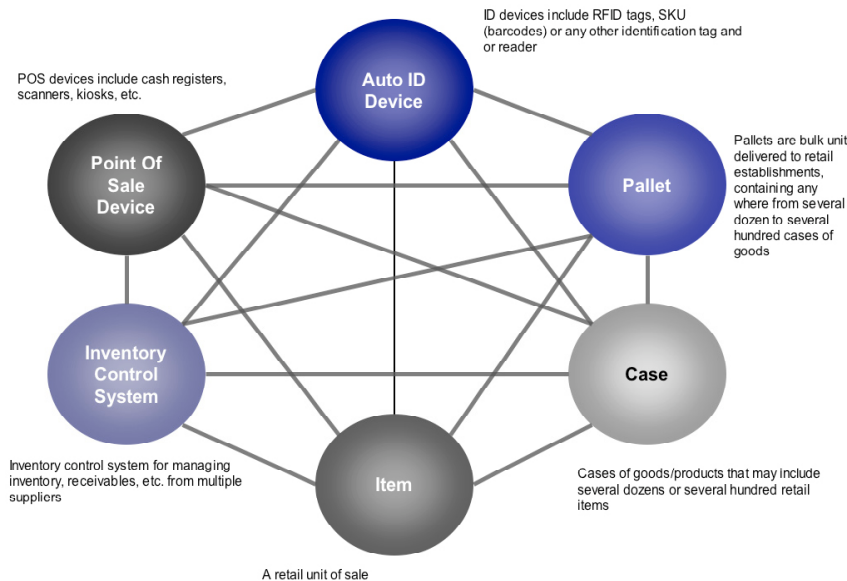 ID devices include RFID tags, SKU
(barcodes) or any other identification tag and
or reader
POS devices include cash registers,
scanners, kiosks, etc.
Auto ID
Device
Point Of
Sale
Device
Pallet
Pallets are bulk unit
delivered to retail
establishments,
containing any
where from several
dozen to several
hundred cases of
goods
Inventory
Control
System
Case
Inventory control system for managing
inventory, receivables, etc. from multiple
suppliers
Item
Cases of goods/products that may include
several dozens or several hundred retail
items
A retail unit of sale